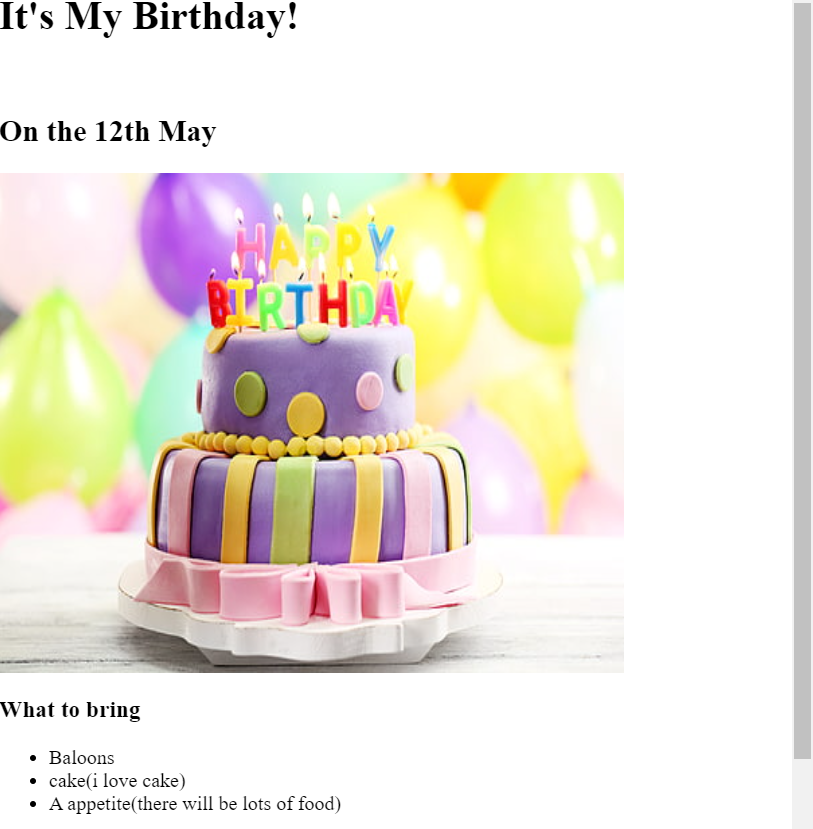 It's My Birthday!
On the 12th May
HAPPY
BIRTHDAY
What to bring
Baloons
cake(i love cake)
A appetite(there will be lots of food)